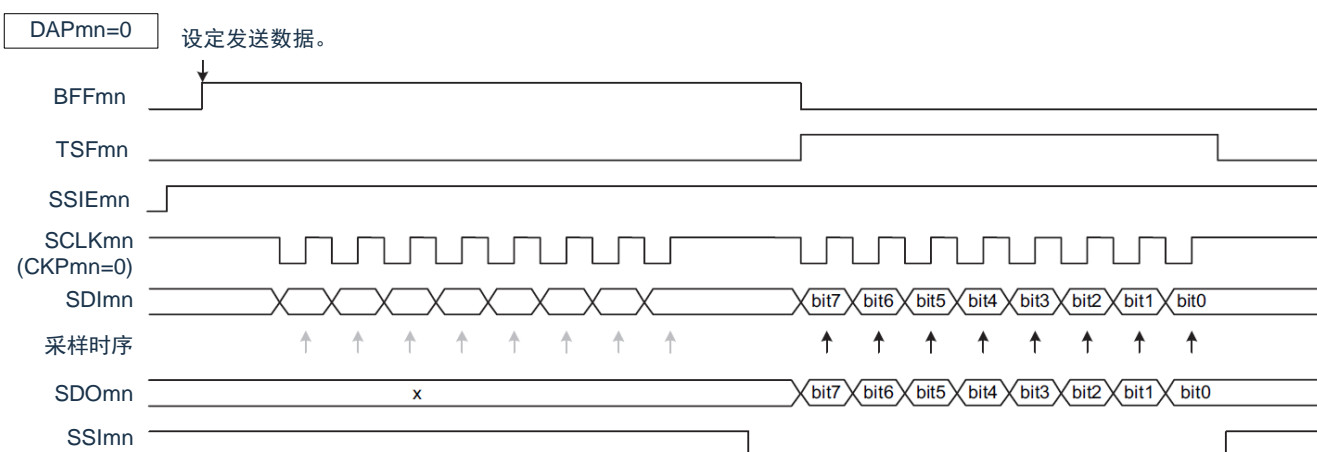 DAPmn=0
设定发送数据。
BFFmn
TSFmn
SSIEmn
SCLKmn
(CKPmn=0)
SDImn bit7 bit6 bit5 bit4 bit3 bit2 bit1 bit0
采样时序
SDOmn x bit7 bit6 bit5 bit4 bit3 bit2 bit1 bit0
SSImn